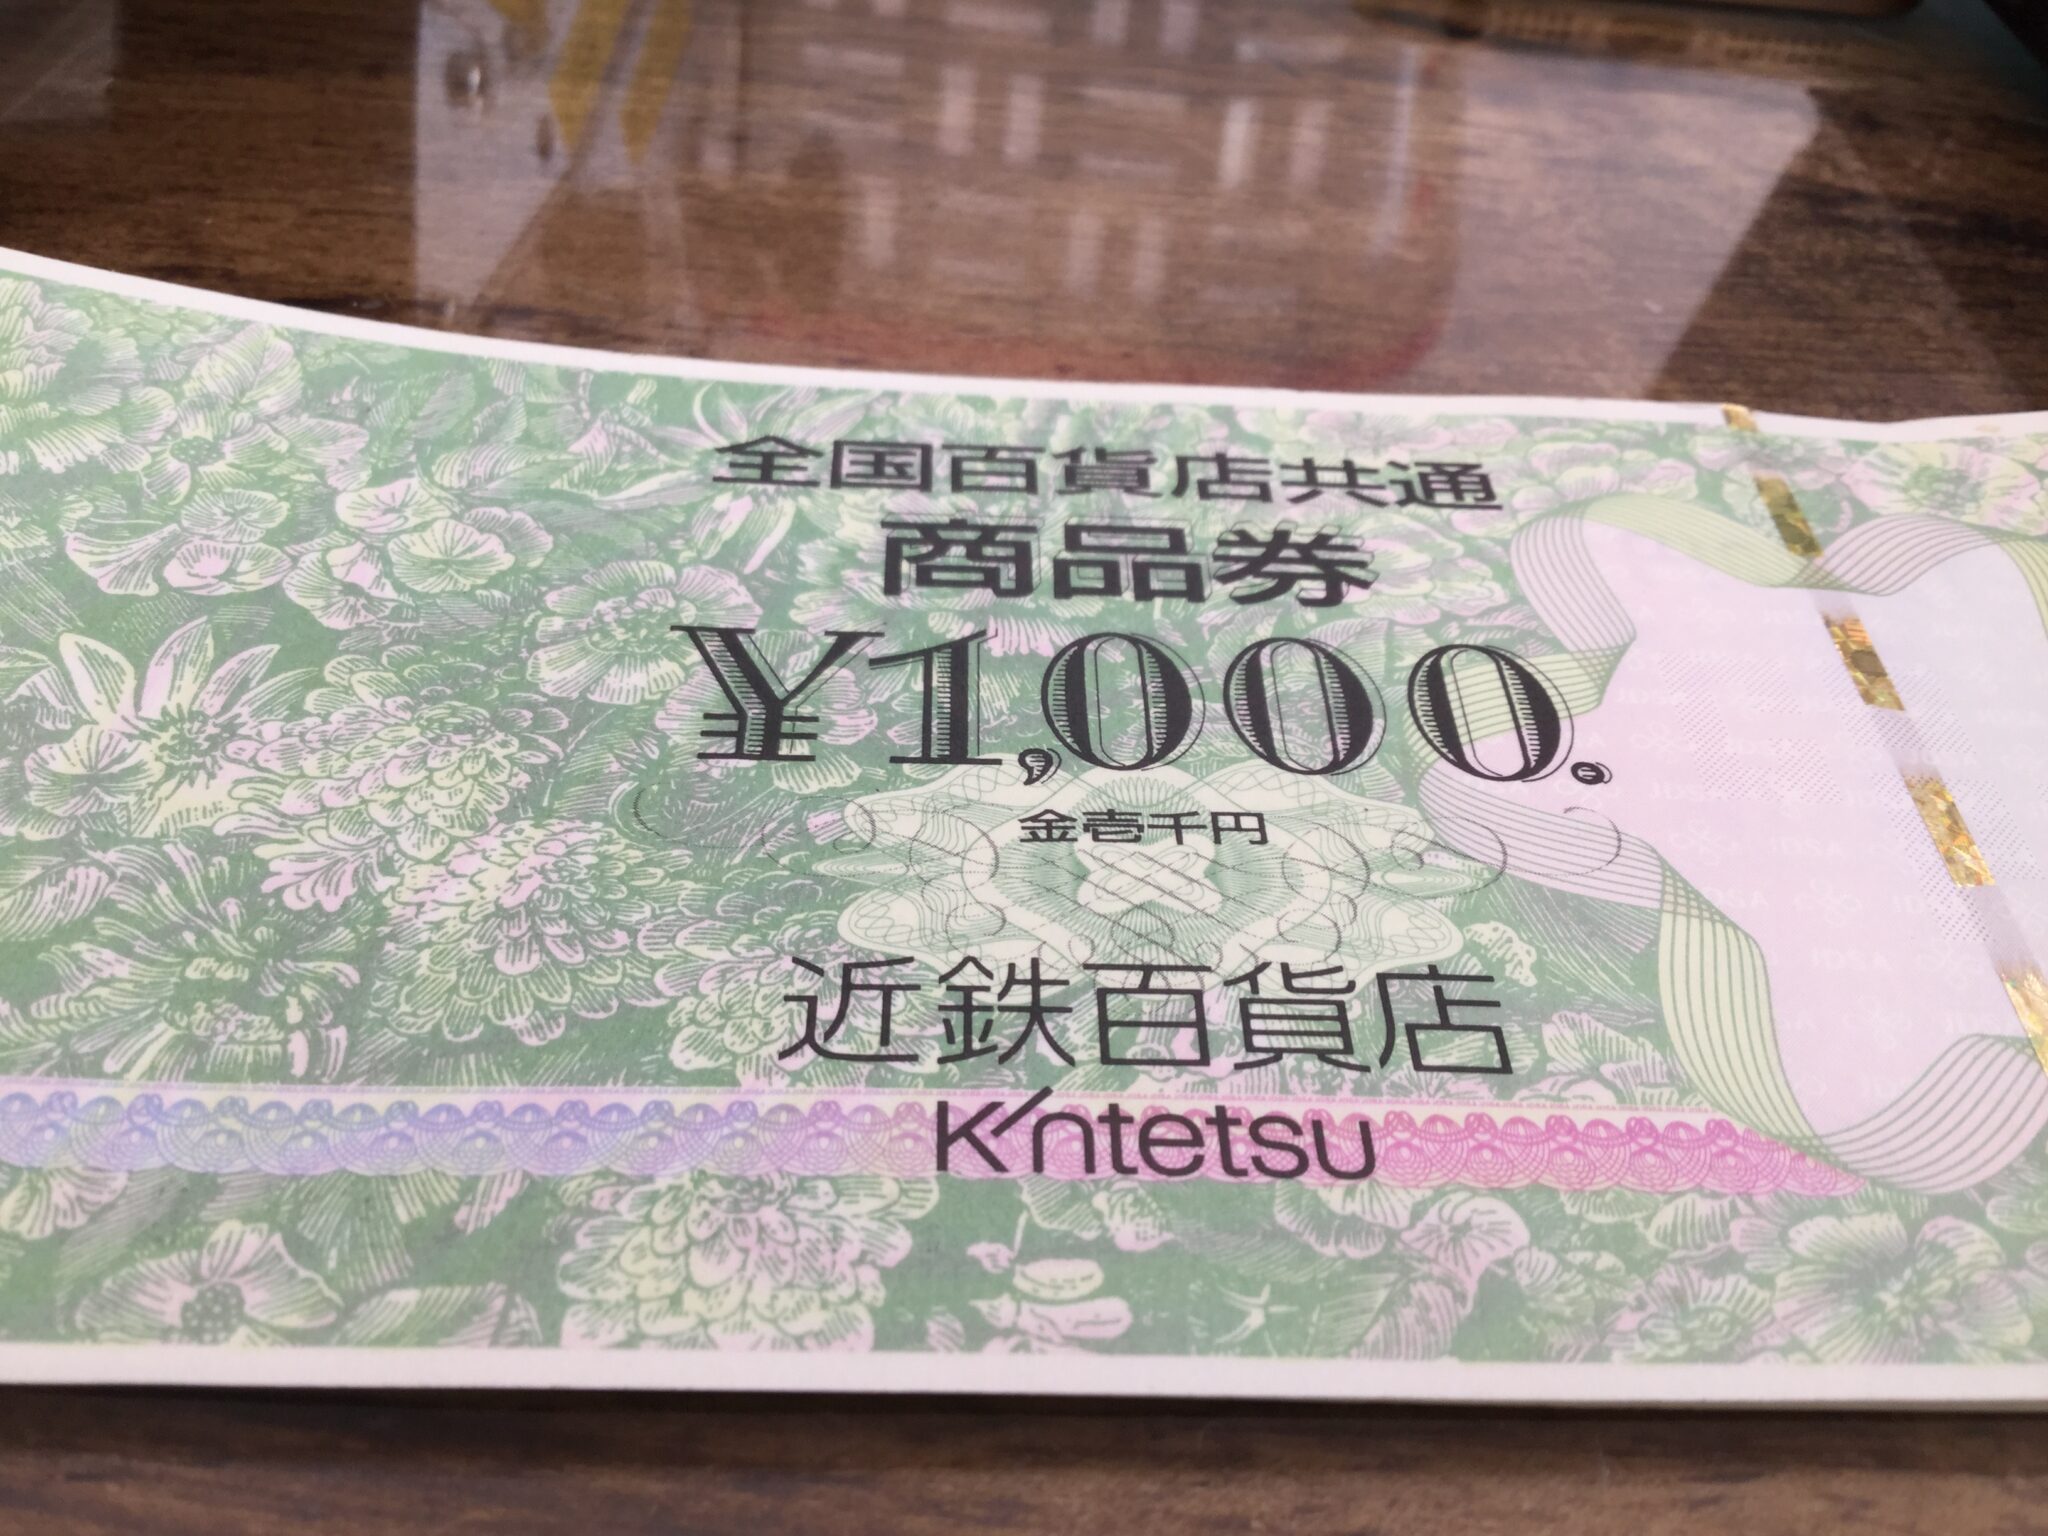 全国百貨店共通
商品券
¥1,000.
金壱千円
近鉄百貨店
Kintetsu
JDSA